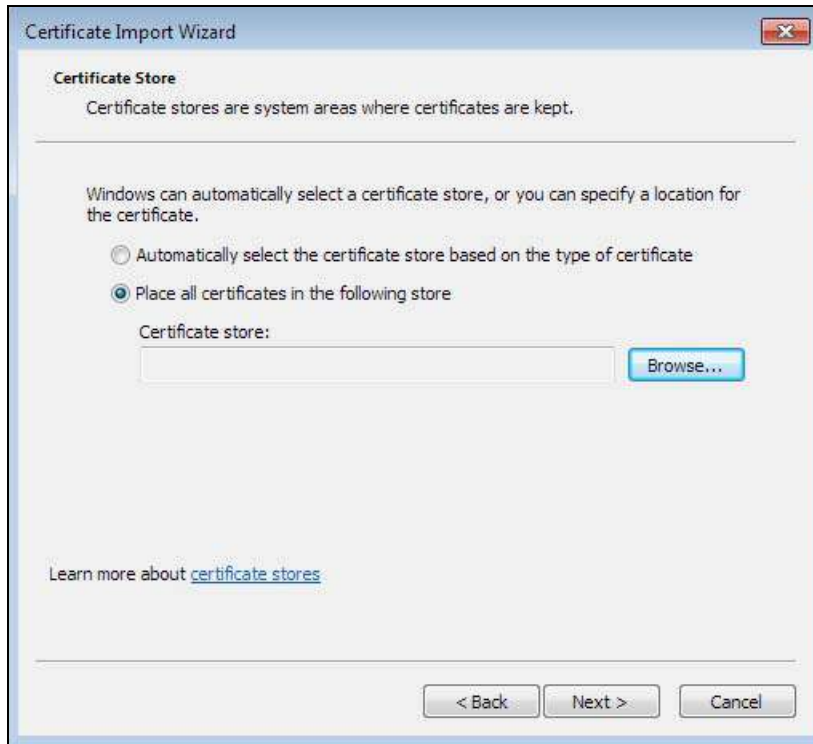 Certificate Import Wizard
Certificate Store
Certificate stores are system areas where certificates are kept.
Windows can automatically select a certificate store, or you can specify a location for
the certificate.
Automatically select the certificate store based on the type of certificate
Place all certificates in the following store
Certificate store:
Browse...
Learn more about certificate stores
< Back Next > Cancel